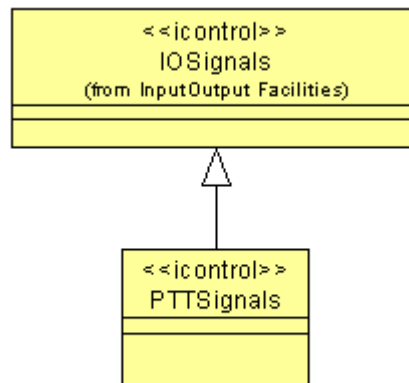 <<icontrol>>
IOSignals
(from InputOutput Facilities)
<<icontrol>>
PTTSignals